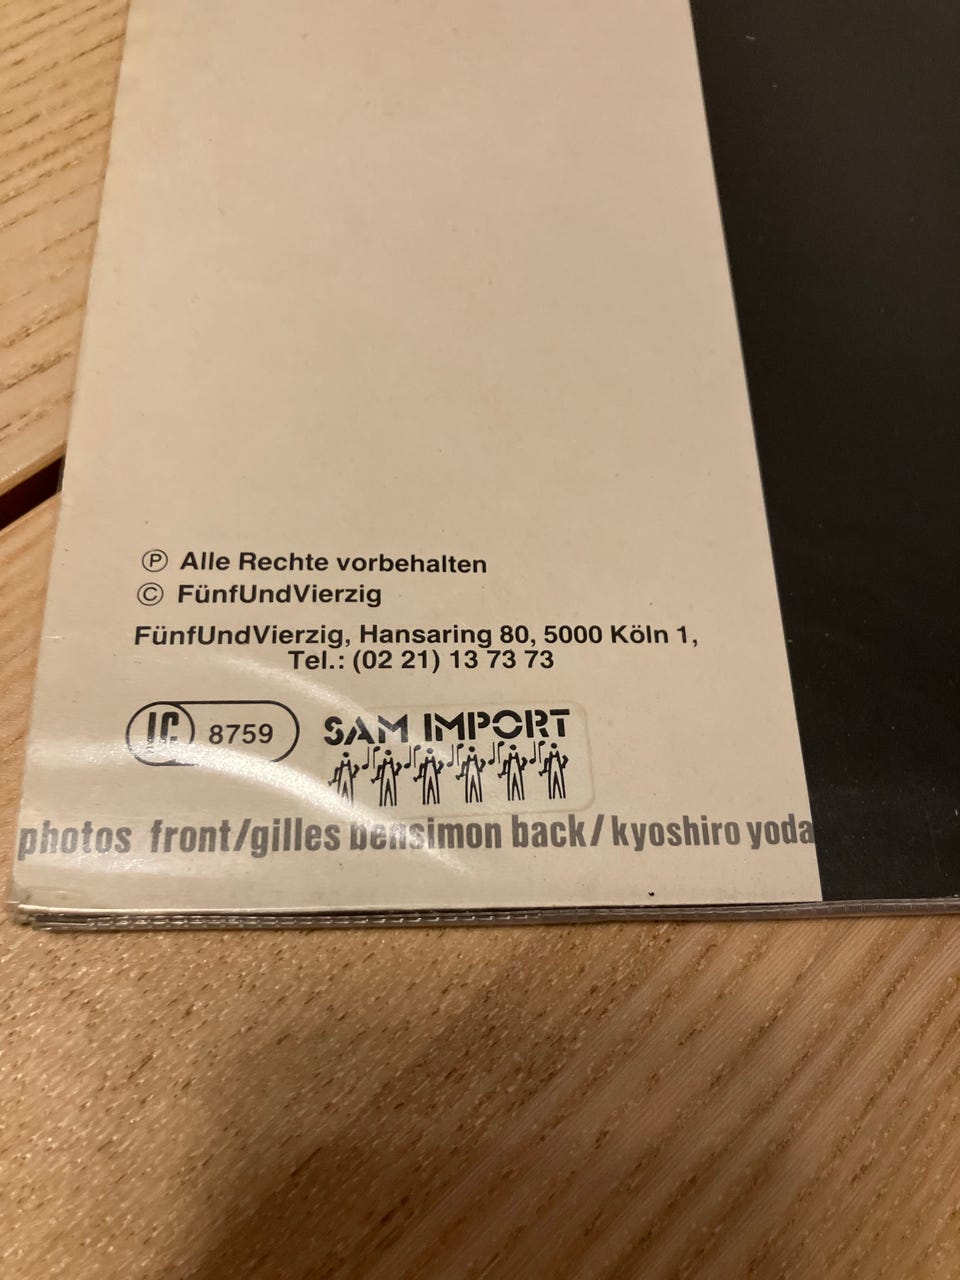 Ⓟ Alle Rechte vorbehalten
© FünfUndVierzig
FünfUndVierzig, Hansaring 80, 5000 Köln 1,
Tel.: (02 21) 13 73 73
LC 8759
SAM IMPORT
photos front/gilles bensimon back/kyoshiro yoda